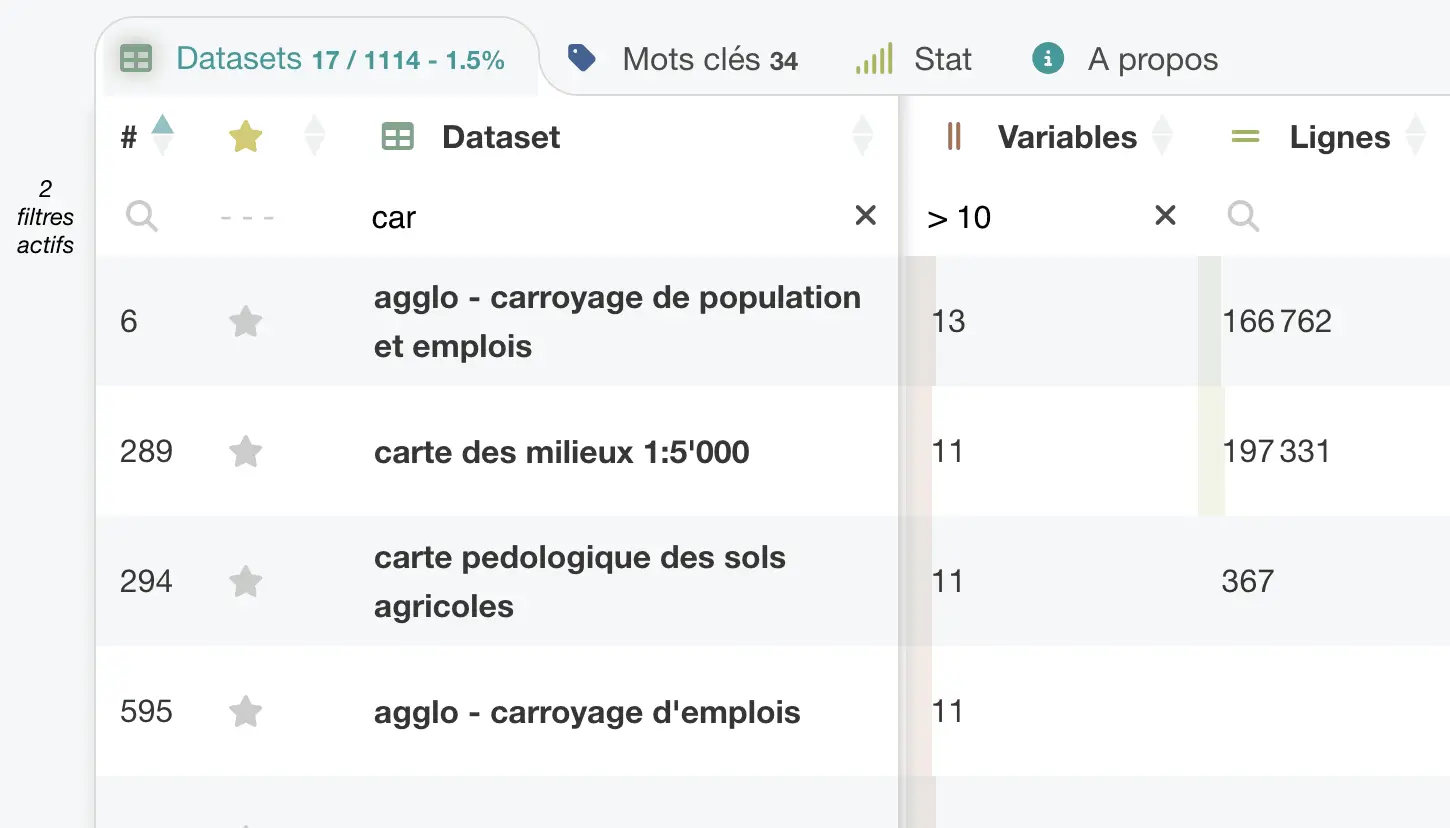 Datasets 17 / 1114 - 1.5% Mots clés 34 Stat A propos
# Dataset Variables Lignes
2
filtres
actifs
- - - car > 10
6 agglo - carroyage de population
et emplois 13 166 762
289 carte des milieux 1:5'000 11 197 331
294 carte pedologique des sols
agricoles 11 367
595 agglo - carroyage d'emplois 11